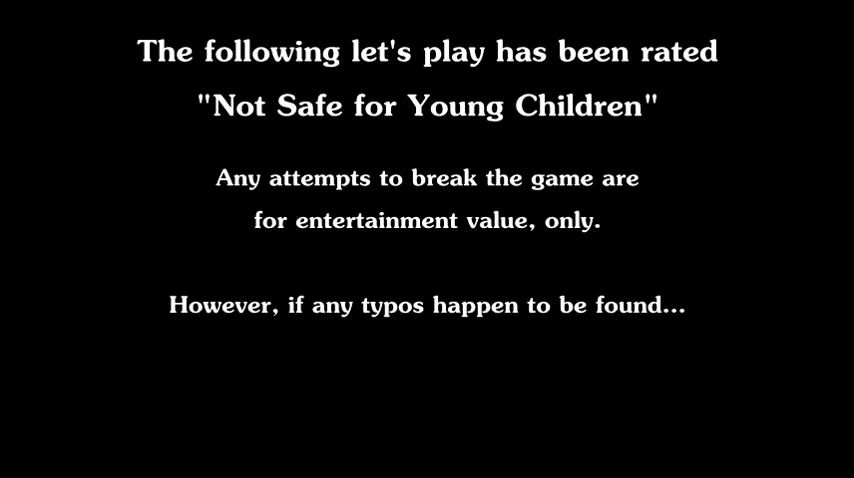 The following let's play has been rated
"Not Safe for Young Children"
Any attempts to break the game are
for entertainment value, only.
However, if any typos happen to be found...